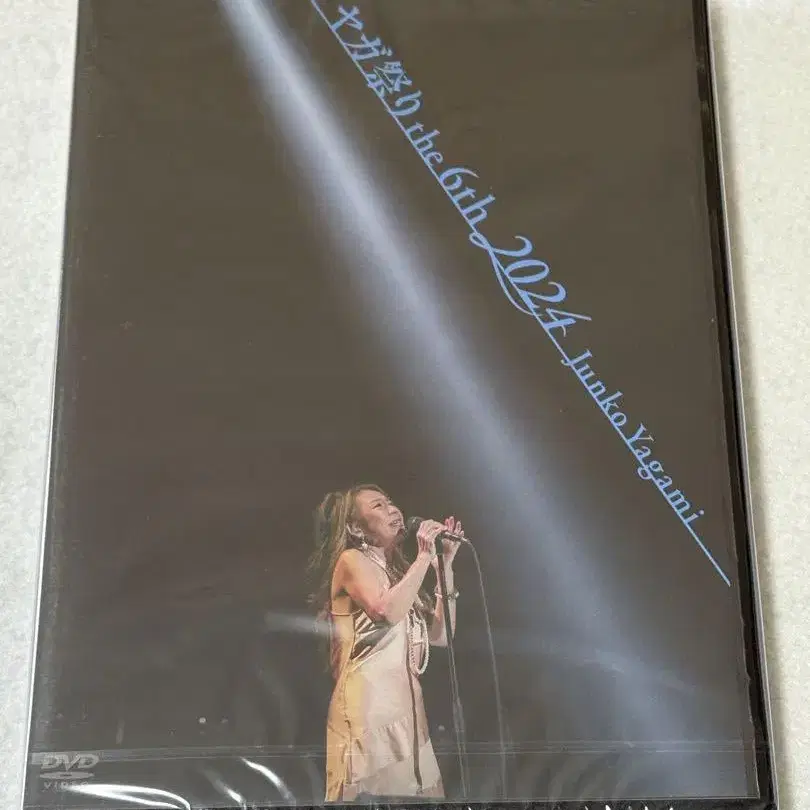 ヤガ祭り the 6th 2024 Junko Yagami
DVD
VIDEO